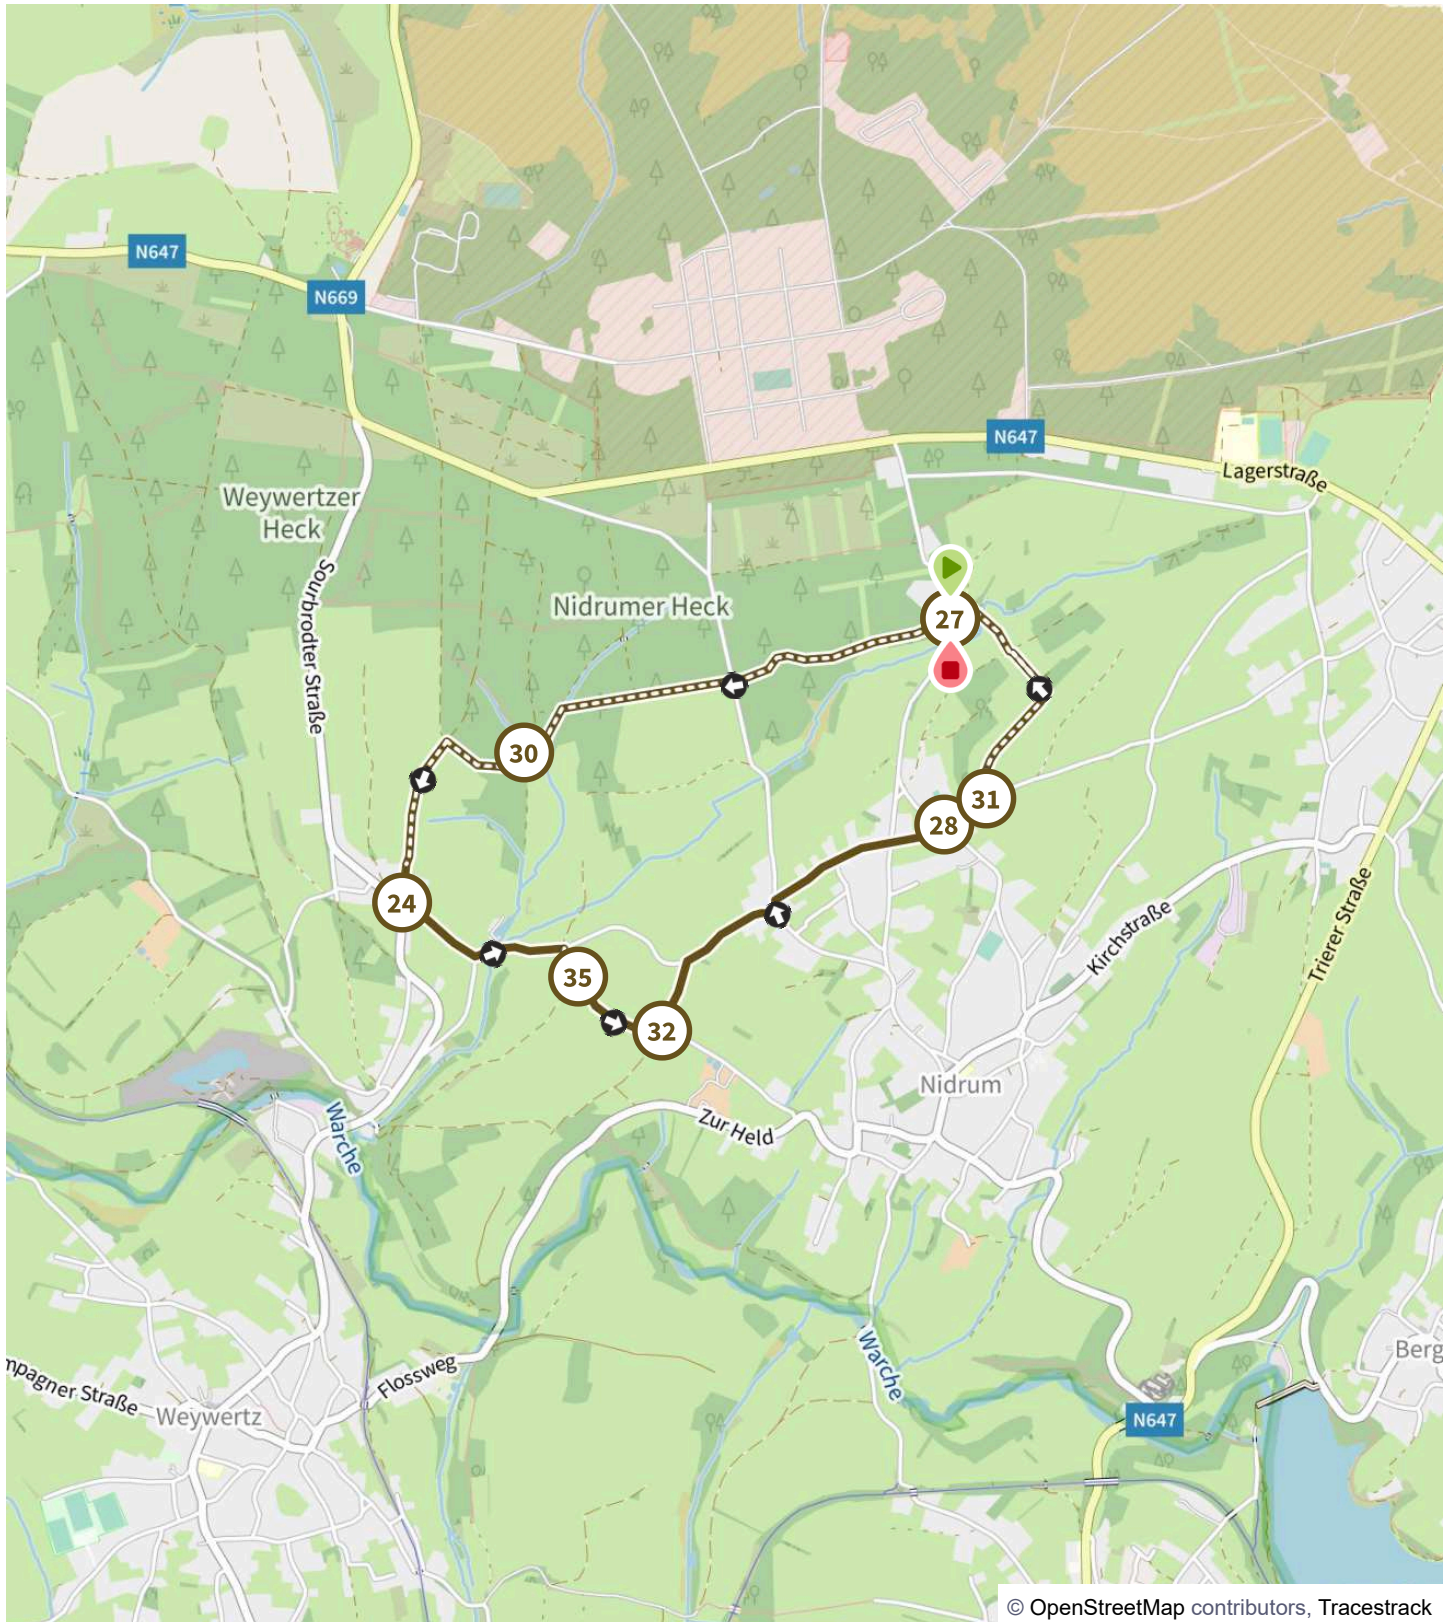 N647
N669
N647
Lagerstraße
Weywertzer
Heck
Sourbrodter Straße
Nidrumer Heck
27
30
31
28
24
Kirchstraße
Trierer Straße
35
32
Nidrum
Warche
Zur Held
Warche
Berg
Flossweg
mpagner Straße
Weywertz
N647
© OpenStreetMap contributors, Tracestrack